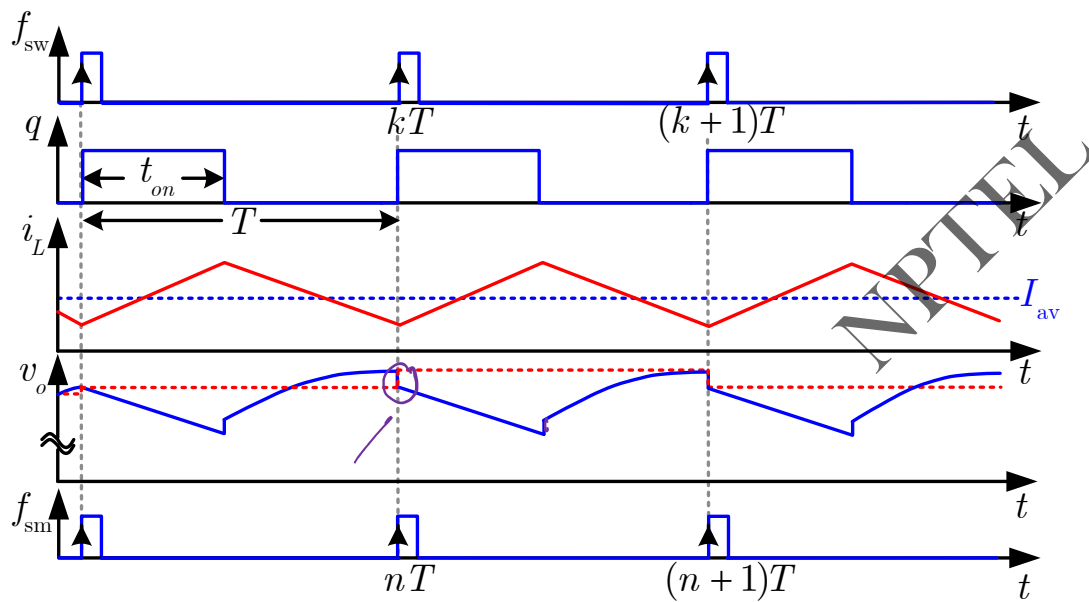 f_sw
kT
(k + 1)T
t
q
t_on
T
t
i_L
I_av
t
v_o
t
f_sm
nT
(n + 1)T
t
NPTEL